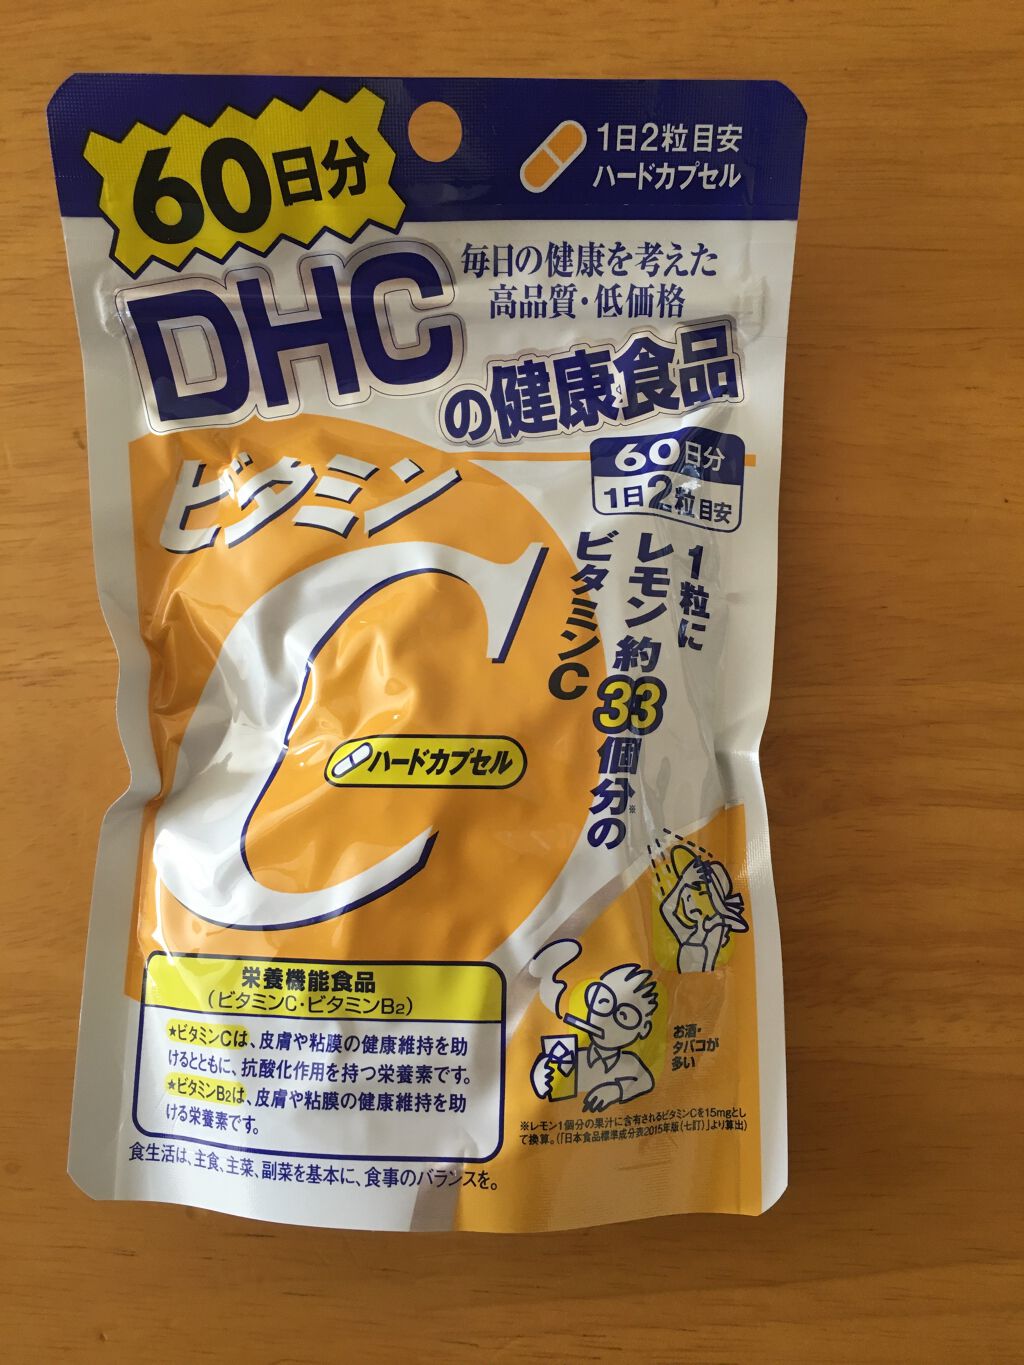 60日分
1日2粒目安
ハードカプセル
毎日の健康を考えた
高品質・低価格
DHC
の健康食品
60日分
1日2粒目安
ビタミン
C
ハードカプセル
1粒に
レモン約33個分の※
ビタミンC
お酒・
タバコが
多い
栄養機能食品
(ビタミンC・ビタミンB2)
★ビタミンCは、皮膚や粘膜の健康維持を助
けるとともに、抗酸化作用を持つ栄養素です。
★ビタミンB2は、皮膚や粘膜の健康維持を助
ける栄養素です。
※レモン1個分の果汁に含有されるビタミンCを15mgとし
て換算。(「日本食品標準成分表2015年版(七訂)」より算出)
食生活は、主食、主菜、副菜を基本に、食事のバランスを。